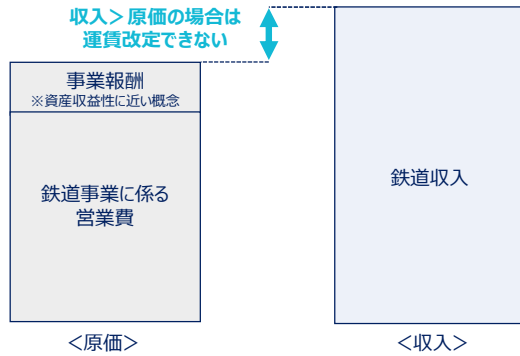 収入＞原価の場合は
運賃改定できない
事業報酬
※資産収益性に近い概念
鉄道事業に係る
営業費
鉄道収入
＜原価＞
＜収入＞